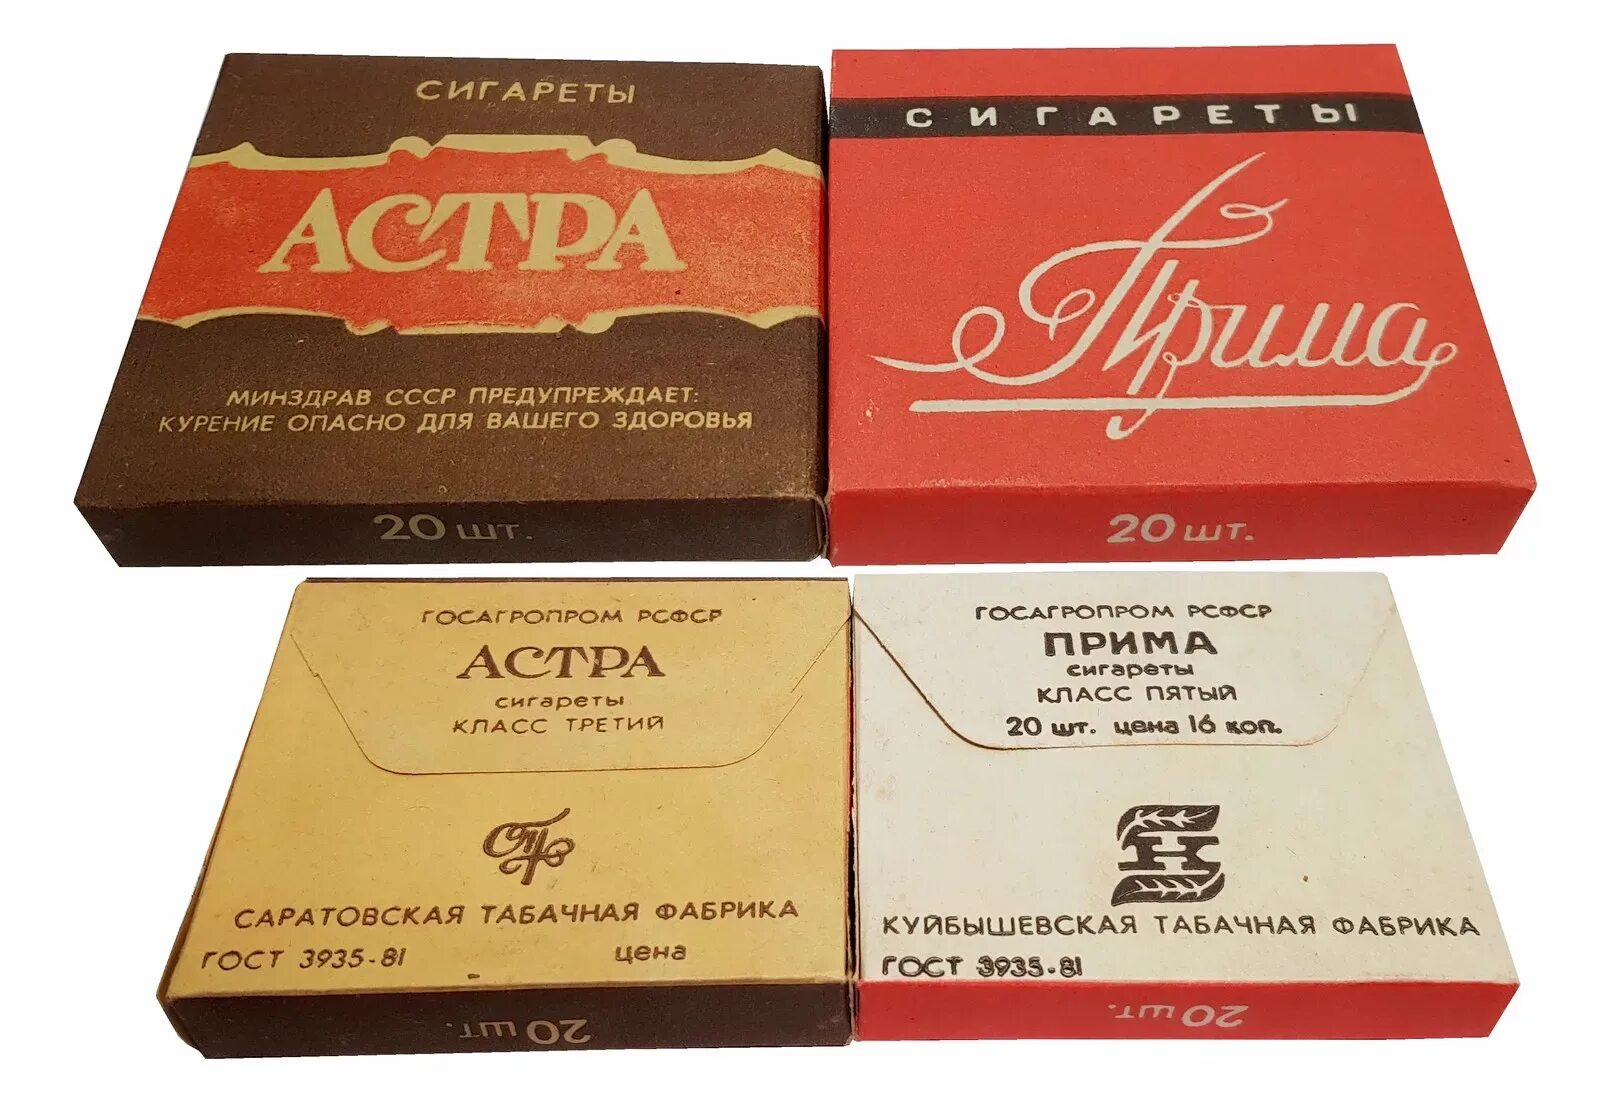 СИГАРЕТЫ
АСТРА
МИНЗДРАВ СССР ПРЕДУПРЕЖДАЕТ:
КУРЕНИЕ ОПАСНО ДЛЯ ВАШЕГО ЗДОРОВЬЯ
20 шт.
СИГАРЕТЫ
Прима
20 шт.
ГОСАГРОПРОМ РСФСР
АСТРА
сигареты
КЛАСС ТРЕТИЙ
СТФ
САРАТОВСКАЯ ТАБАЧНАЯ ФАБРИКА
ГОСТ 3935-81 цена
20 шт.
ГОСАГРОПРОМ РСФСР
ПРИМА
сигареты
КЛАСС ПЯТЫЙ
20 шт. цена 16 коп.
КУЙБЫШЕВСКАЯ ТАБАЧНАЯ ФАБРИКА
ГОСТ 3935-81
20 шт.